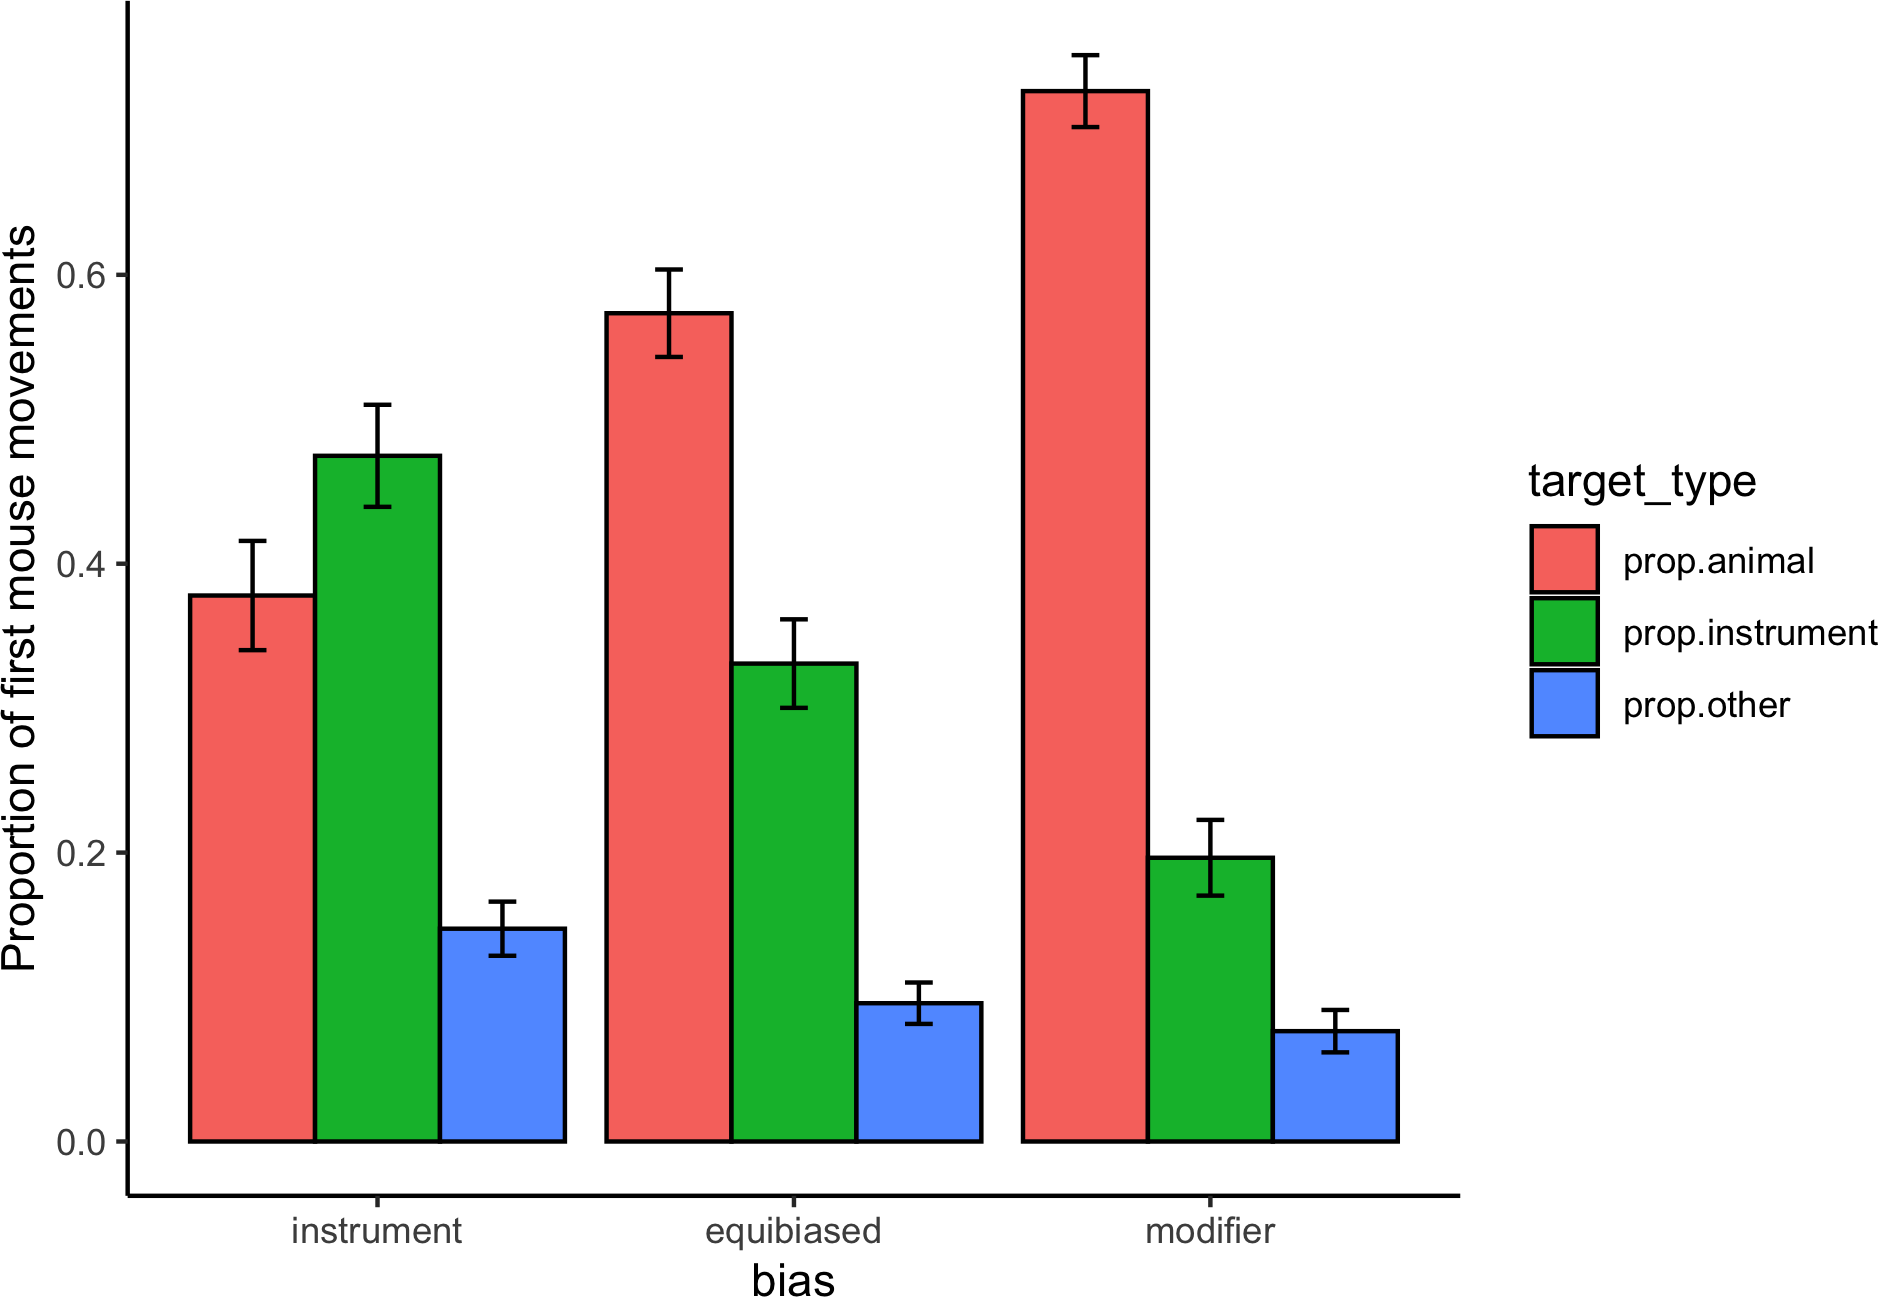 Proportion of first mouse movements
0.6
0.4
0.2
0.0
instrument
equibiased
modifier
bias
target_type
prop.animal
prop.instrument
prop.other